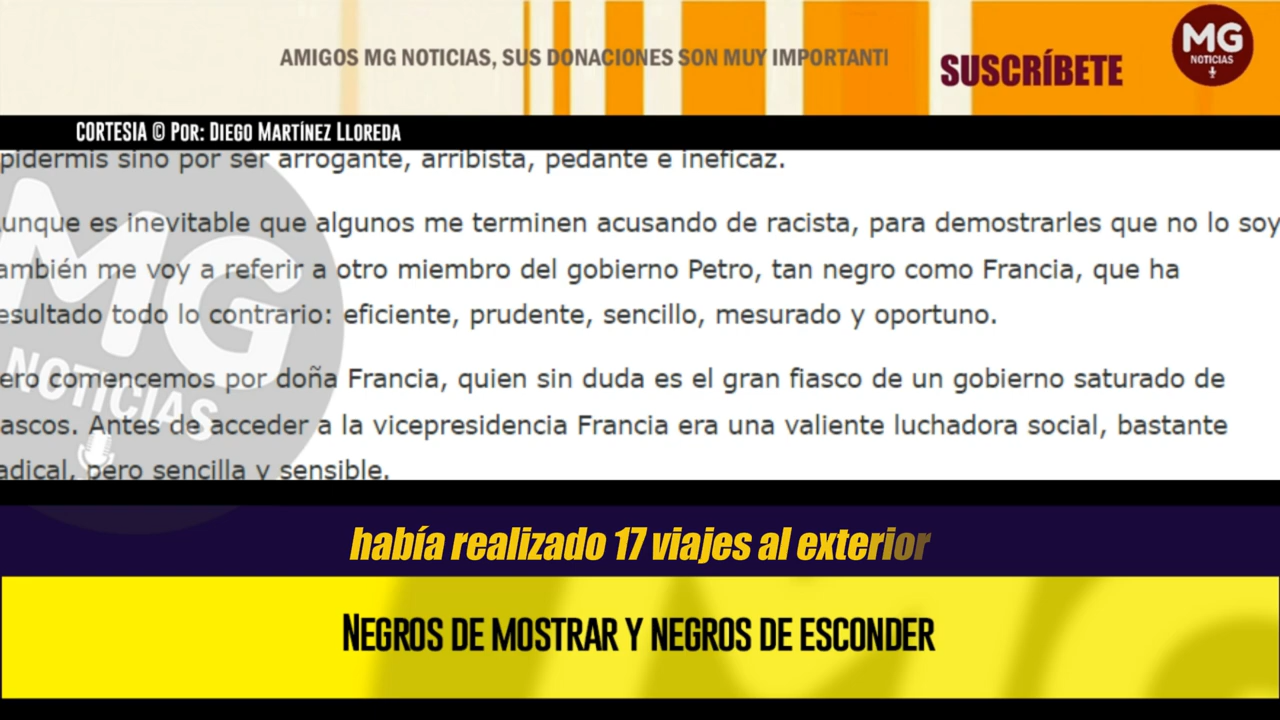 AMIGOS MG NOTICIAS, SUS DONACIONES SON MUY IMPORTANTI
SUSCRÍBETE
MG
NOTICIAS
CORTESIA © Por: Diego Martínez Lloreda
pidermis sino por ser arrogante, arribista, pedante e ineficaz.
unque es inevitable que algunos me terminen acusando de racista, para demostrarles que no lo soy
ambién me voy a referir a otro miembro del gobierno Petro, tan negro como Francia, que ha
esultado todo lo contrario: eficiente, prudente, sencillo, mesurado y oportuno.
ero comencemos por doña Francia, quien sin duda es el gran fiasco de un gobierno saturado de
ascos. Antes de acceder a la vicepresidencia Francia era una valiente luchadora social, bastante
adical, pero sencilla y sensible.
MG
NOTICIAS
había realizado 17 viajes al exterior
Negros de mostrar y negros de esconder